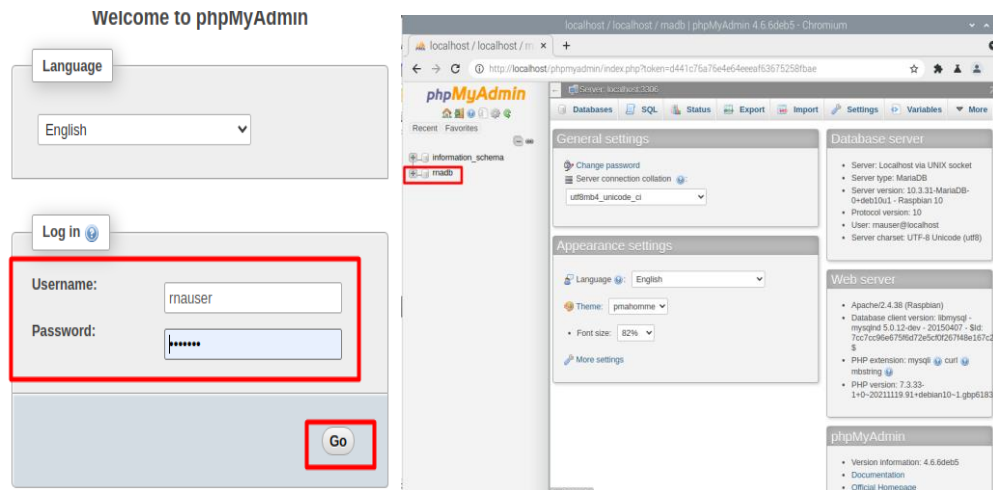 Welcome to phpMyAdmin
Language
English
Log in
Username:
rnauser
Password:
•••••••
Go
localhost / localhost / rnadb | phpMyAdmin 4.6.6deb5 - Chromium
localhost / localhost / rn
http://localhost/phpmyadmin/index.php?token=d441c76a76e4e64eeeaf63675258fbae
phpMyAdmin
Recent Favorites
information_schema
rnadb
Server: localhost:3306
Databases SQL Status Export Import Settings Variables More
General settings
Change password
Server connection collation :
utf8mb4_unicode_ci
Appearance settings
Language : English
Theme: pmahomme
Font size: 82%
More settings
Database server
Server: Localhost via UNIX socket
Server type: MariaDB
Server version: 10.3.31-MariaDB-
0+deb10u1 - Raspbian 10
Protocol version: 10
User: rnauser@localhost
Server charset: UTF-8 Unicode (utf8)
Web server
Apache/2.4.38 (Raspbian)
Database client version: libmysql -
mysqlnd 5.0.12-dev - 20150407 - $Id:
7cc7cc96e675f6d72e5cf0f267f48e167c2
$
PHP extension: mysqli curl
mbstring
PHP version: 7.3.33-
1+0~20211119.91+debian10~1.gbp6183
phpMyAdmin
Version information: 4.6.6deb5
Documentation
Official Homepage